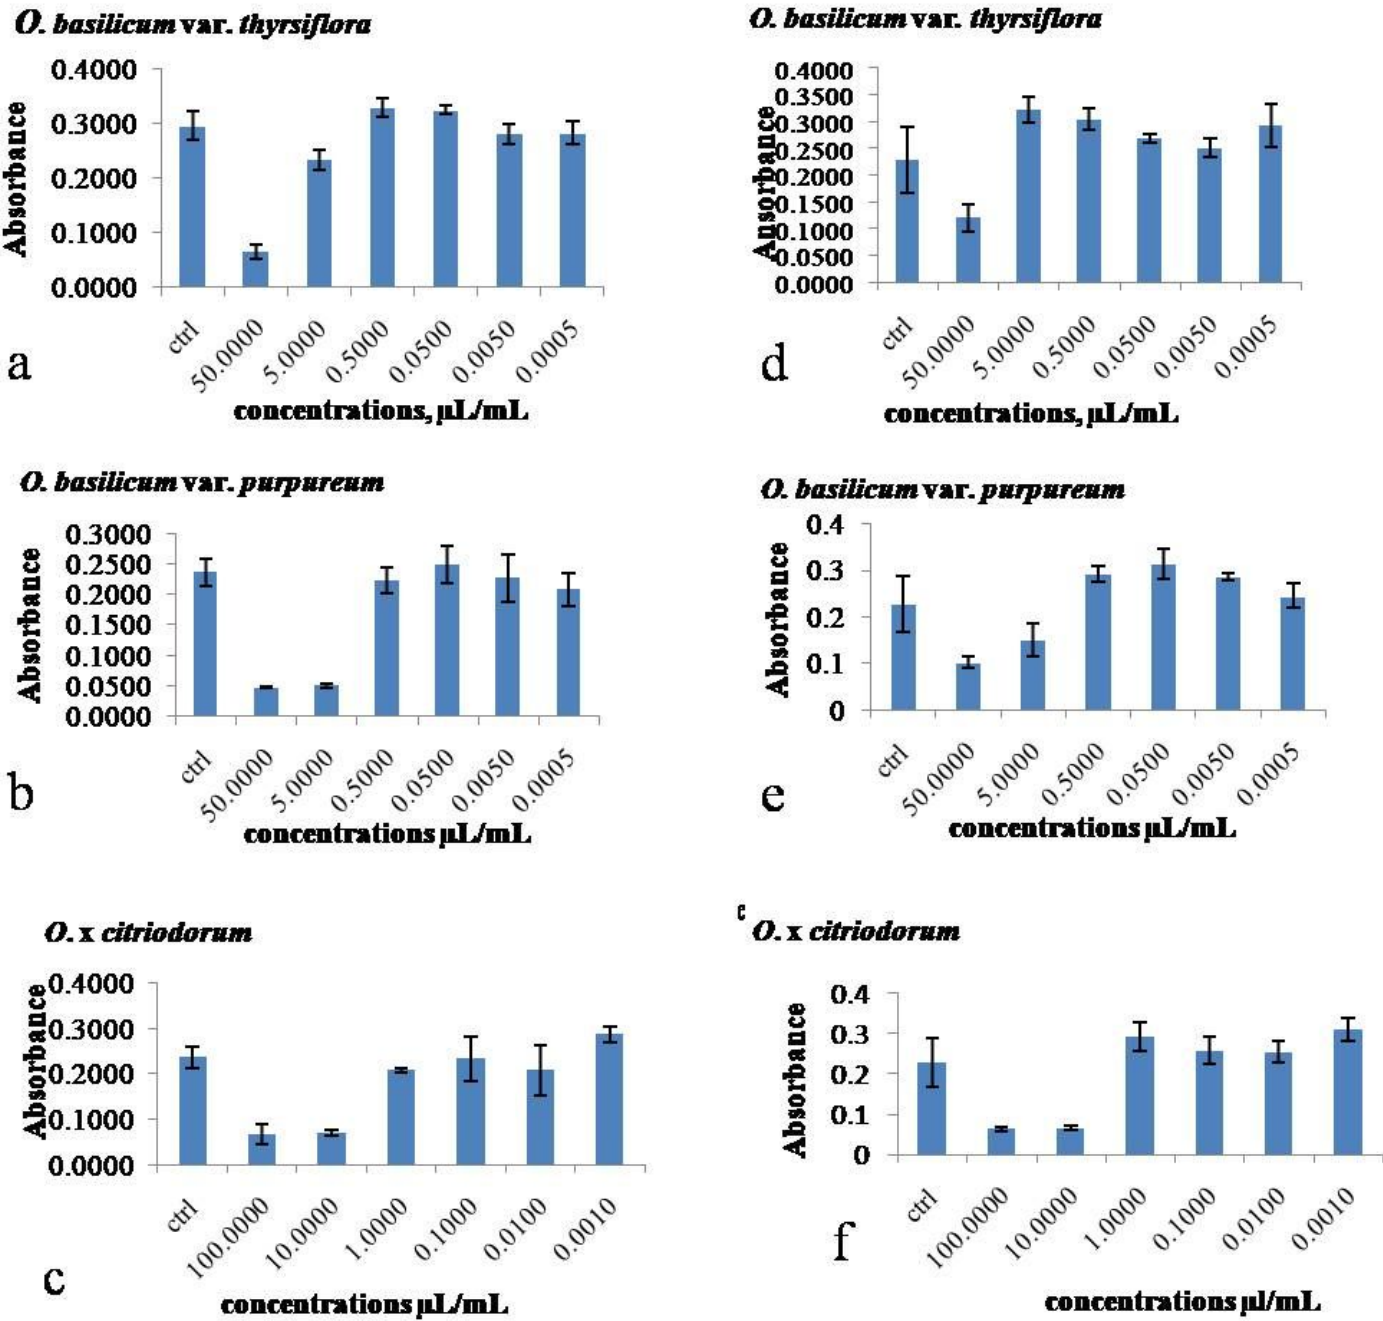 O. basilicum var. thyrsiflora
Absorbance
0.4000
0.3000
0.2000
0.1000
0.0000
ctrl
50.0000
5.0000
0.5000
0.0500
0.0050
0.0005
concentrations, µL/mL
a
O. basilicum var. thyrsiflora
Ansorbance
0.4000
0.3500
0.3000
0.2500
0.2000
0.1500
0.1000
0.0500
0.0000
ctrl
50.0000
5.0000
0.5000
0.0500
0.0050
0.0005
concentrations, µL/mL
d
O. basilicum var. purpureum
Absorbance
0.3000
0.2500
0.2000
0.1500
0.1000
0.0500
0.0000
ctrl
50.0000
5.0000
0.5000
0.0500
0.0050
0.0005
concentrations µL/mL
b
O. basilicum var. purpureum
Absorbance
0.4
0.3
0.2
0.1
0
ctrl
50.0000
5.0000
0.5000
0.0500
0.0050
0.0005
concentrations µL/mL
e
O. x citriodorum
Absorbance
0.4000
0.3000
0.2000
0.1000
0.0000
ctrl
100.0000
10.0000
1.0000
0.1000
0.0100
0.0010
concentrations µL/mL
c
e
O. x citriodorum
Absorbance
0.4
0.3
0.2
0.1
0
ctrl
100.0000
10.0000
1.0000
0.1000
0.0100
0.0010
concentrations µl/mL
f